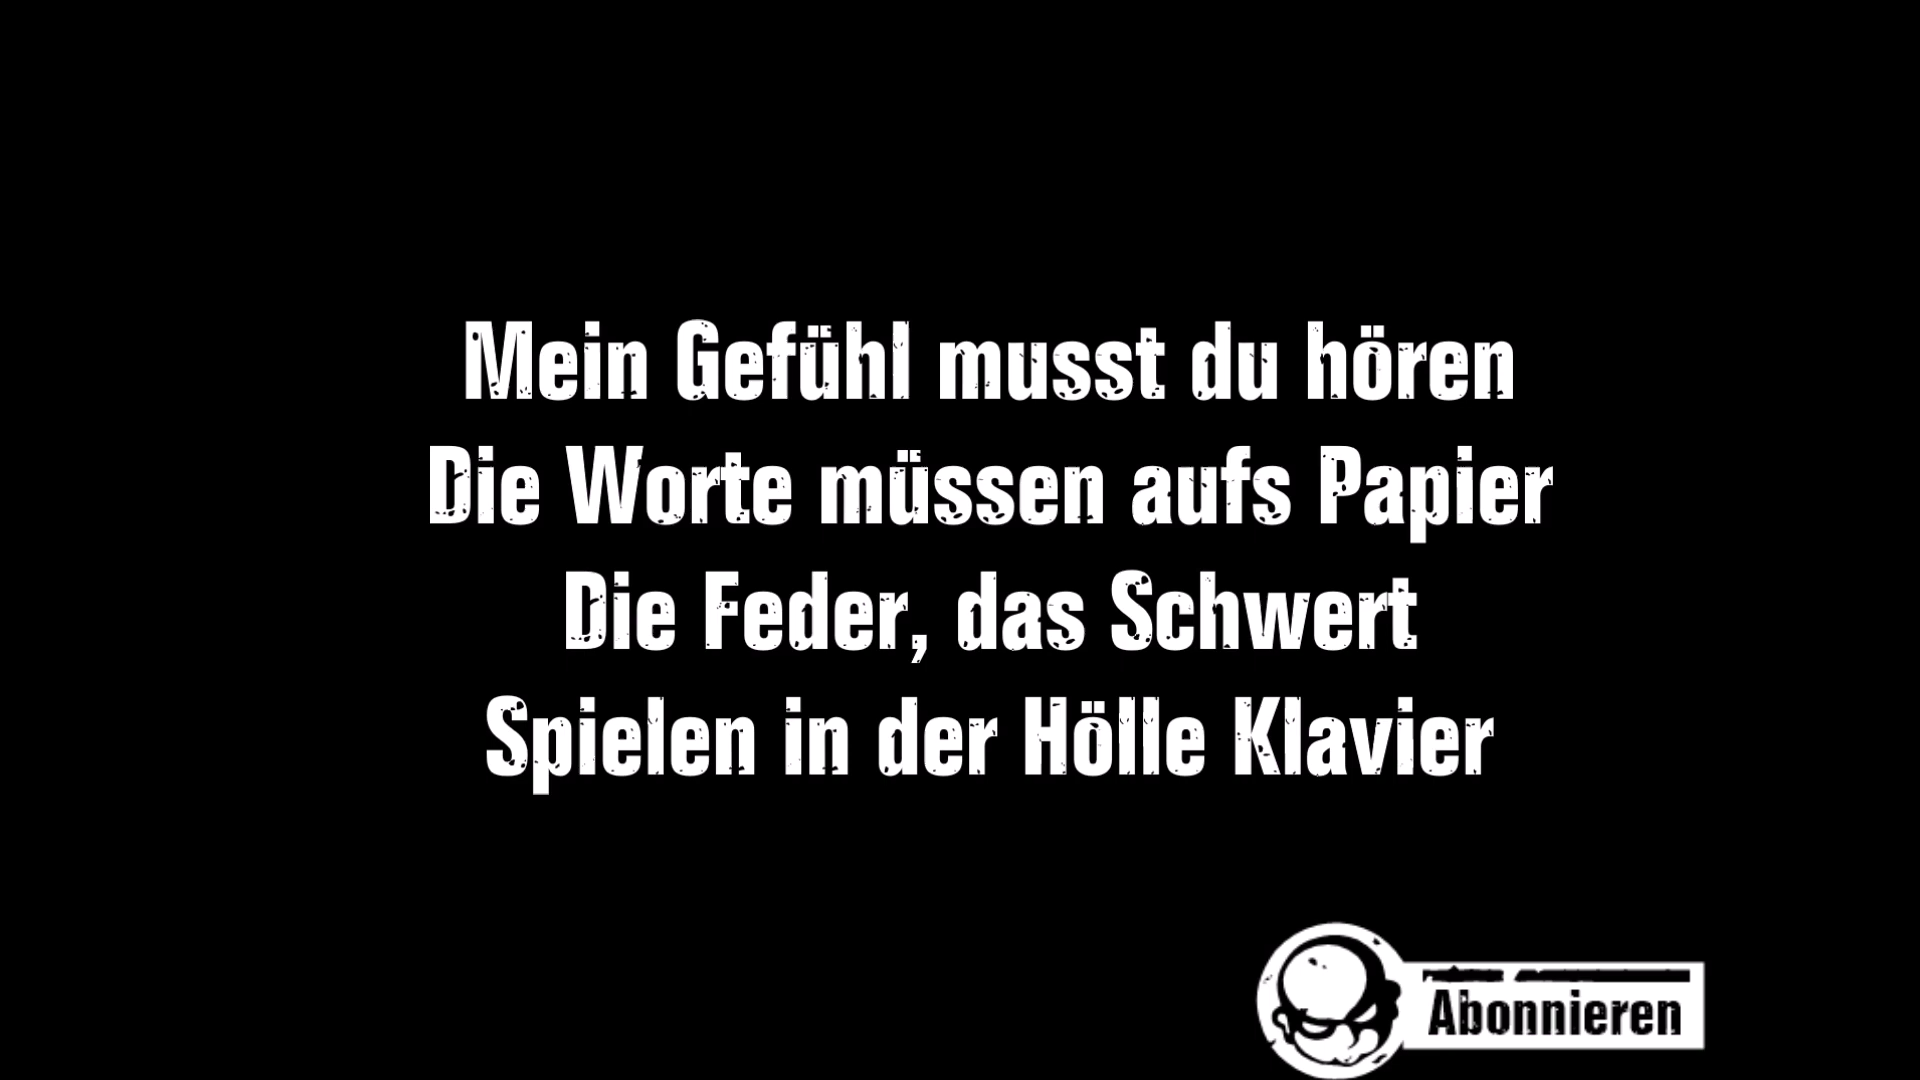 Mein Gefühl musst du hören
Die Worte müssen aufs Papier
Die Feder, das Schwert
Spielen in der Hölle Klavier
Abonnieren